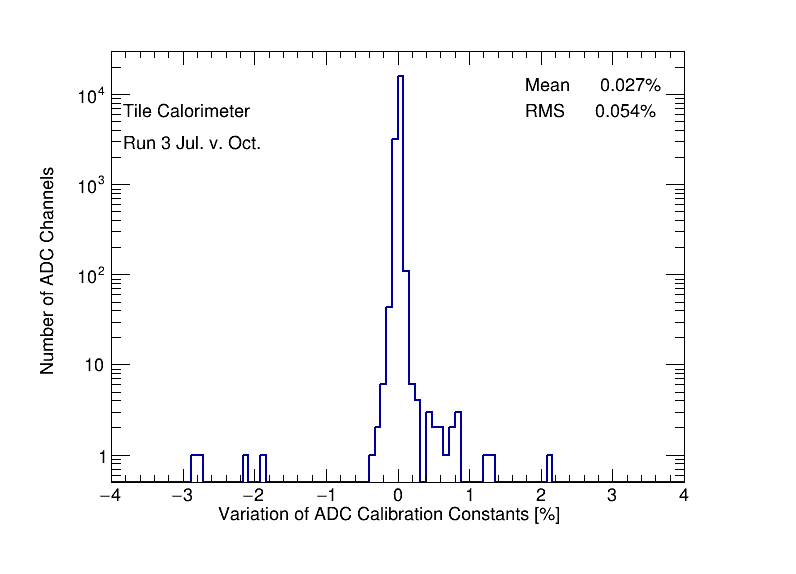 Mean 0.027%
10^4
Tile Calorimeter
RMS 0.054%
Run 3 Jul. v. Oct.
10^3
Number of ADC Channels
10^2
10
1
−4 −3 −2 −1 0 1 2 3 4
Variation of ADC Calibration Constants [%]